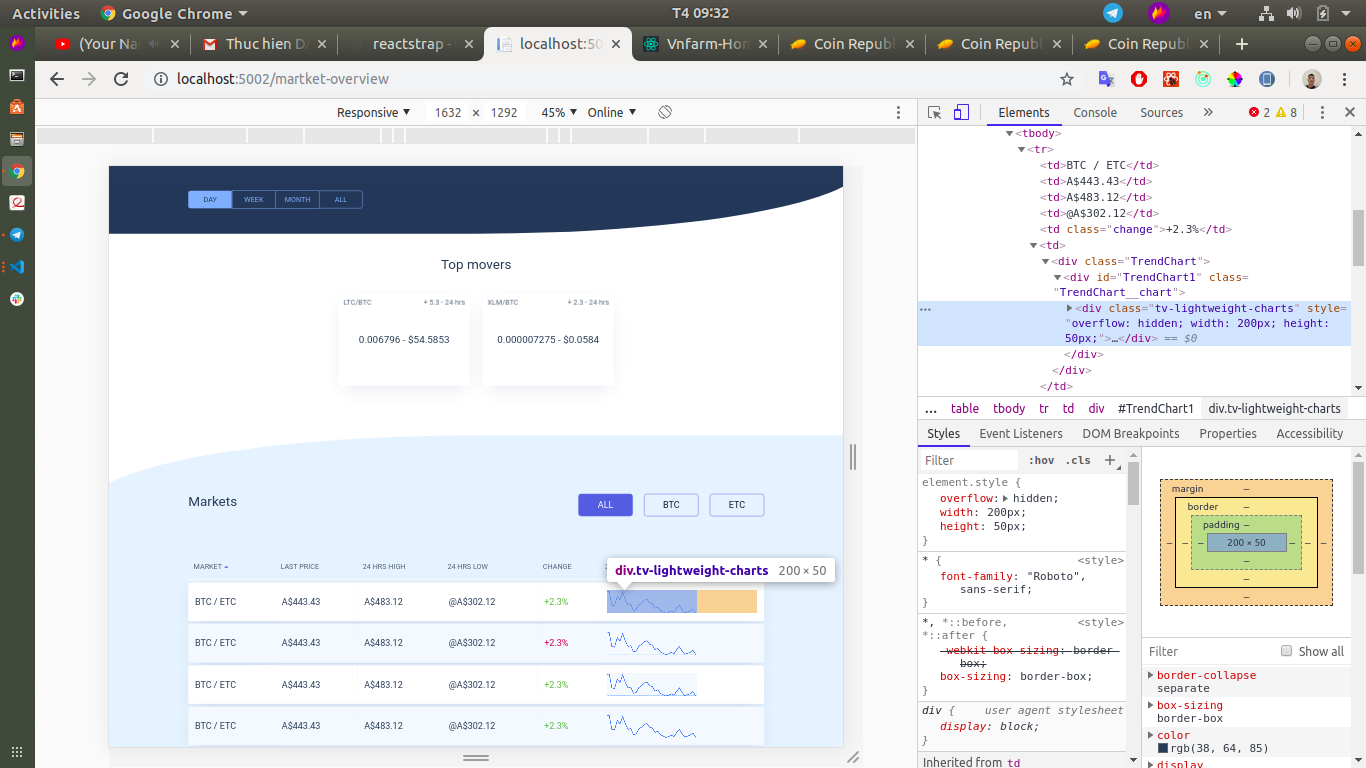 Activities Google Chrome T4 09:32 en
(Your Na Thuc hien D reactstrap - localhost:50 Vnfarm-Hom Coin Republ Coin Republ Coin Republ
localhost:5002/martket-overview
Responsive 1632 × 1292 45% Online
Elements Console Sources » 2 8
DAY WEEK MONTH ALL
Top movers
LTC/BTC + 5.3 - 24 hrs XLM/BTC + 2.3 - 24 hrs
0.006796 - $54.5853 0.000007275 - $0.0584
Markets ALL BTC ETC
MARKET LAST PRICE 24 HRS HIGH 24 HRS LOW CHANGE
div.tv-lightweight-charts 200 × 50
BTC / ETC A$443.43 A$483.12 @A$302.12 +2.3%
BTC / ETC A$443.43 A$483.12 @A$302.12 +2.3%
BTC / ETC A$443.43 A$483.12 @A$302.12 +2.3%
BTC / ETC A$443.43 A$483.12 @A$302.12 +2.3%
<tbody>
<tr>
<td>BTC / ETC</td>
<td>A$443.43</td>
<td>A$483.12</td>
<td>@A$302.12</td>
<td class="change">+2.3%</td>
<td>
<div class="TrendChart">
<div id="TrendChart1" class=
"TrendChart__chart">
<div class="tv-lightweight-charts" style=
"overflow: hidden; width: 200px; height:
50px;">…</div> == $0
</div>
</div>
</td>
... table tbody tr td div #TrendChart1 div.tv-lightweight-charts
Styles Event Listeners DOM Breakpoints Properties Accessibility
Filter :hov .cls +
element.style {
overflow: hidden;
width: 200px;
height: 50px;
}
* { <style>
font-family: "Roboto",
sans-serif;
}
*, *::before, <style>
*::after {
-webkit-box-sizing: border-
box;
box-sizing: border-box;
}
div { user agent stylesheet
display: block;
}
Inherited from td
margin –
border –
padding –
– – – 200 × 50 – – –
–
–
–
Filter Show all
border-collapse
separate
box-sizing
border-box
color
rgb(38, 64, 85)
display